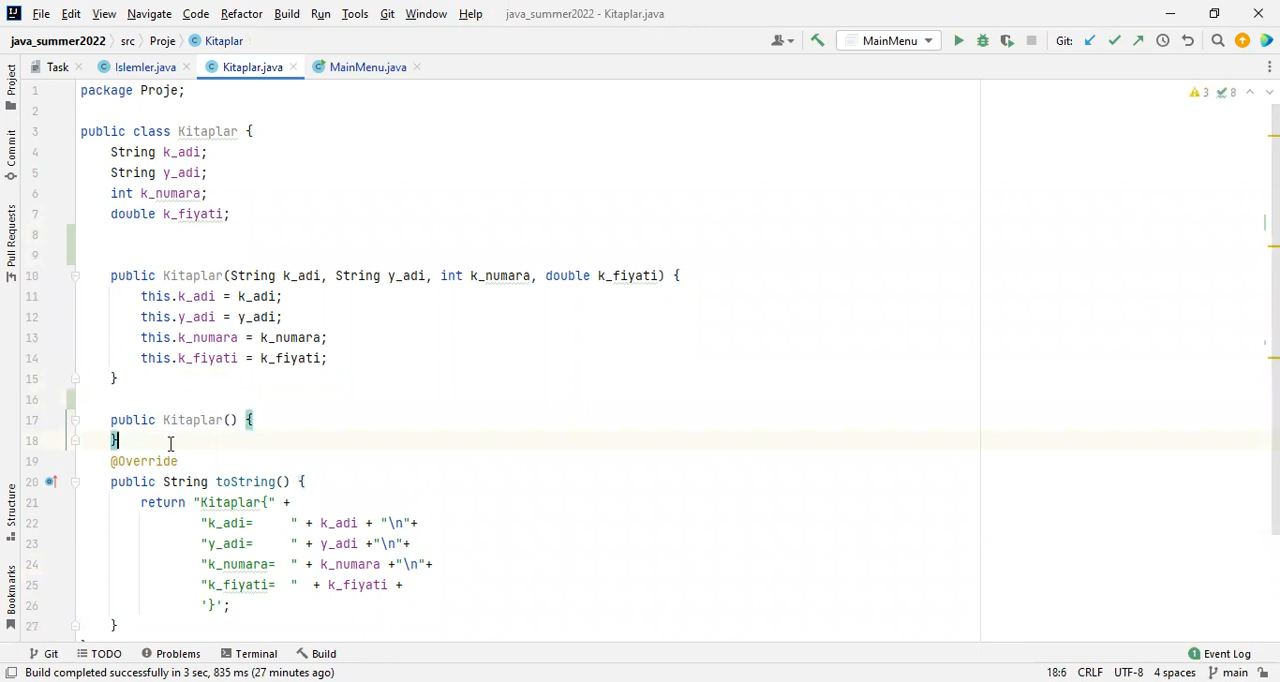 File Edit View Navigate Code Refactor Build Run Tools Git Window Help java_summer2022 - Kitaplar.java
java_summer2022 src Proje Kitaplar MainMenu Git:
Task Islemler.java Kitaplar.java MainMenu.java
Project
Commit
Pull Requests
Structure
Bookmarks
3 8
1 package Proje;
2
3 public class Kitaplar {
4 String k_adi;
5 String y_adi;
6 int k_numara;
7 double k_fiyati;
8
9
10 public Kitaplar(String k_adi, String y_adi, int k_numara, double k_fiyati) {
11 this.k_adi = k_adi;
12 this.y_adi = y_adi;
13 this.k_numara = k_numara;
14 this.k_fiyati = k_fiyati;
15 }
16
17 public Kitaplar() {
18 }
19 @Override
20 public String toString() {
21 return "Kitaplar{" +
22 "k_adi=     " + k_adi + "\n"+
23 "y_adi=     " + y_adi +"\n"+
24 "k_numara=  " + k_numara +"\n"+
25 "k_fiyati=  "  + k_fiyati +
26 '}';
27 }
Git TODO Problems Terminal Build 1 Event Log
Build completed successfully in 3 sec, 835 ms (27 minutes ago) 18:6 CRLF UTF-8 4 spaces main